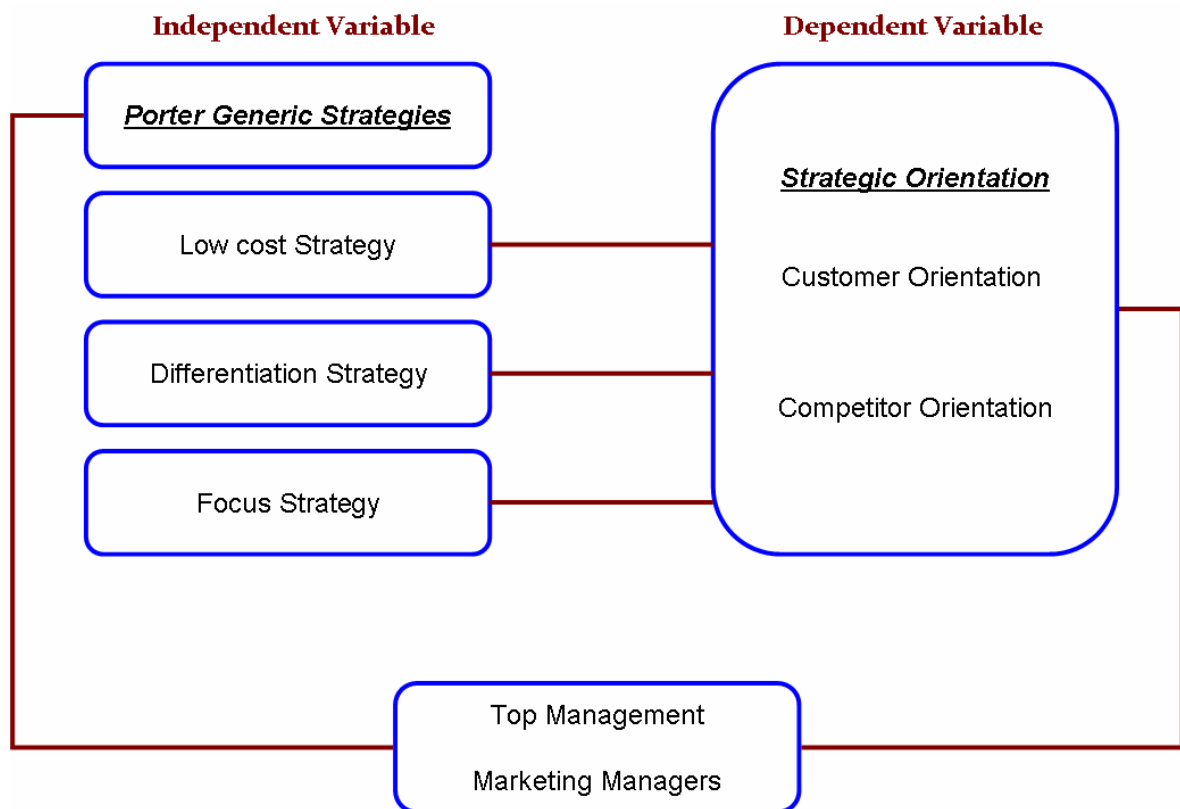 Independent Variable
Dependent Variable
Porter Generic Strategies
Low cost Strategy
Differentiation Strategy
Focus Strategy
Strategic Orientation
Customer Orientation
Competitor Orientation
Top Management
Marketing Managers